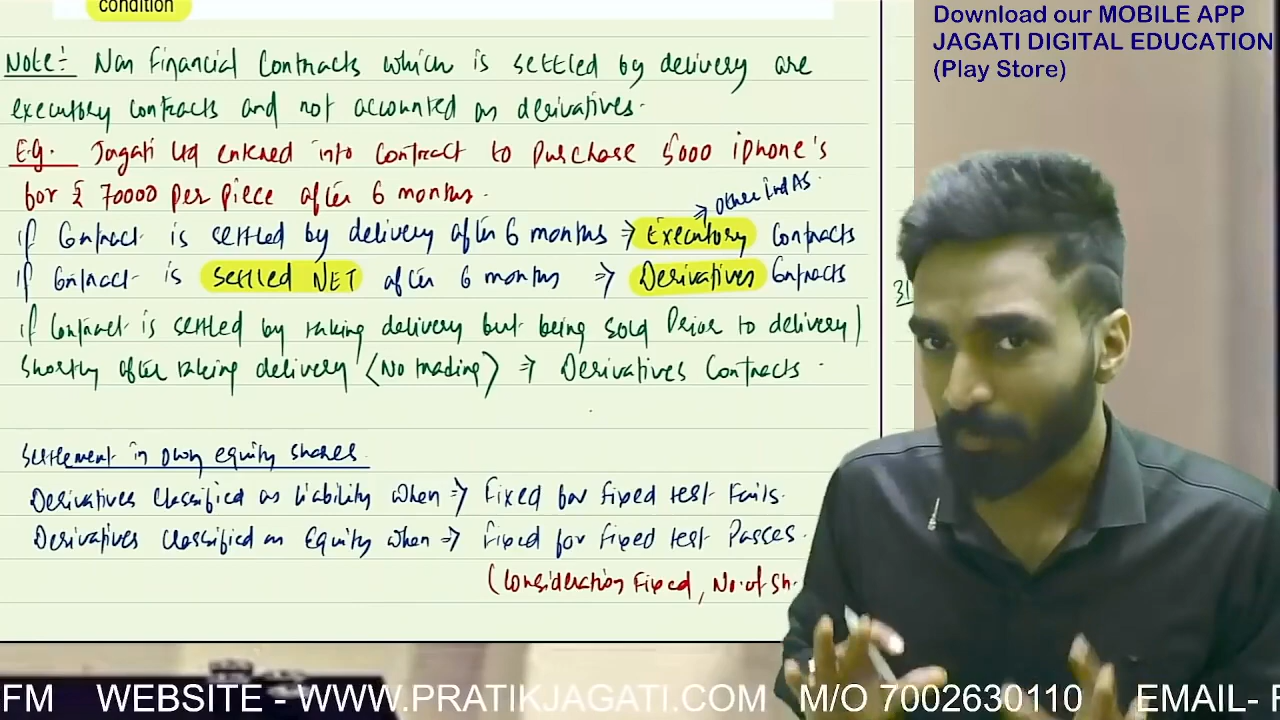 condition
Note:- Non Financial Contracts which is settled by delivery are
executory contracts and not accounted as derivatives.
E.g. Jagati Ltd entered into contract to purchase 5000 iphone's
for ₹ 70000 per piece after 6 months.
⇒ other Ind AS.
if Contract is settled by delivery after 6 months ⇒ Executory Contracts
if Contract is settled NET after 6 months ⇒ Derivatives Contracts
31
if Contract is settled by taking delivery but being sold Prior to delivery/
shortly after taking delivery (No trading) ⇒ Derivatives Contracts.
Settlement in own equity shares.
Derivatives classified as liability when ⇒ fixed for fixed test Fails.
Derivatives classified as Equity when ⇒ fixed for fixed test Passes.
(Consideration Fixed, No. of Sh.
Download our MOBILE APP
JAGATI DIGITAL EDUCATION
(Play Store)
FM WEBSITE - WWW.PRATIKJAGATI.COM M/O 7002630110 EMAIL-